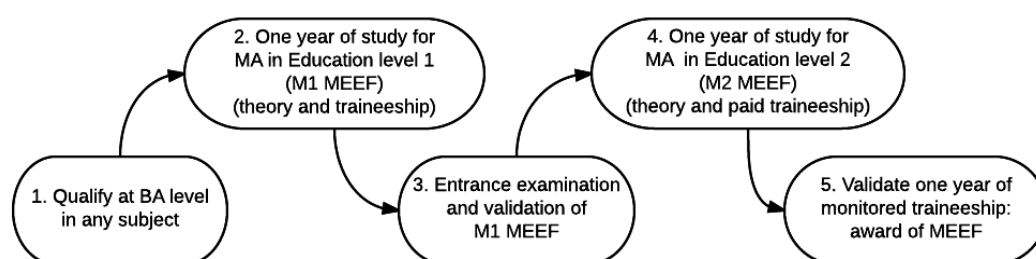 1. Qualify at BA level
in any subject
2. One year of study for
MA in Education level 1
(M1 MEEF)
(theory and traineeship)
3. Entrance examination
and validation of
M1 MEEF
4. One year of study for
MA in Education level 2
(M2 MEEF)
(theory and paid traineeship)
5. Validate one year of
monitored traineeship:
award of MEEF